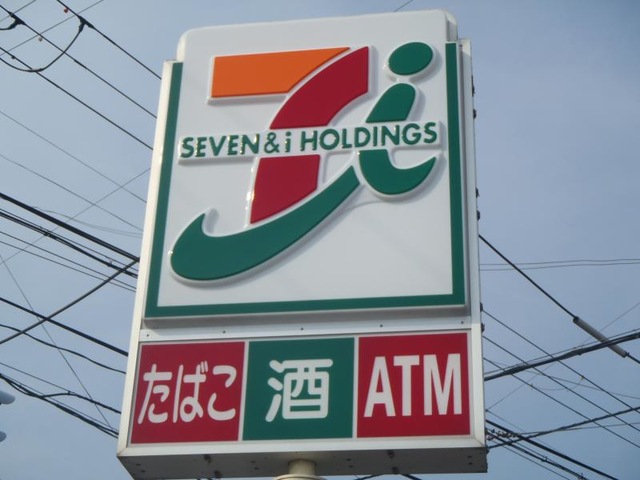 SEVEN & i HOLDINGS
たばこ 酒 ATM